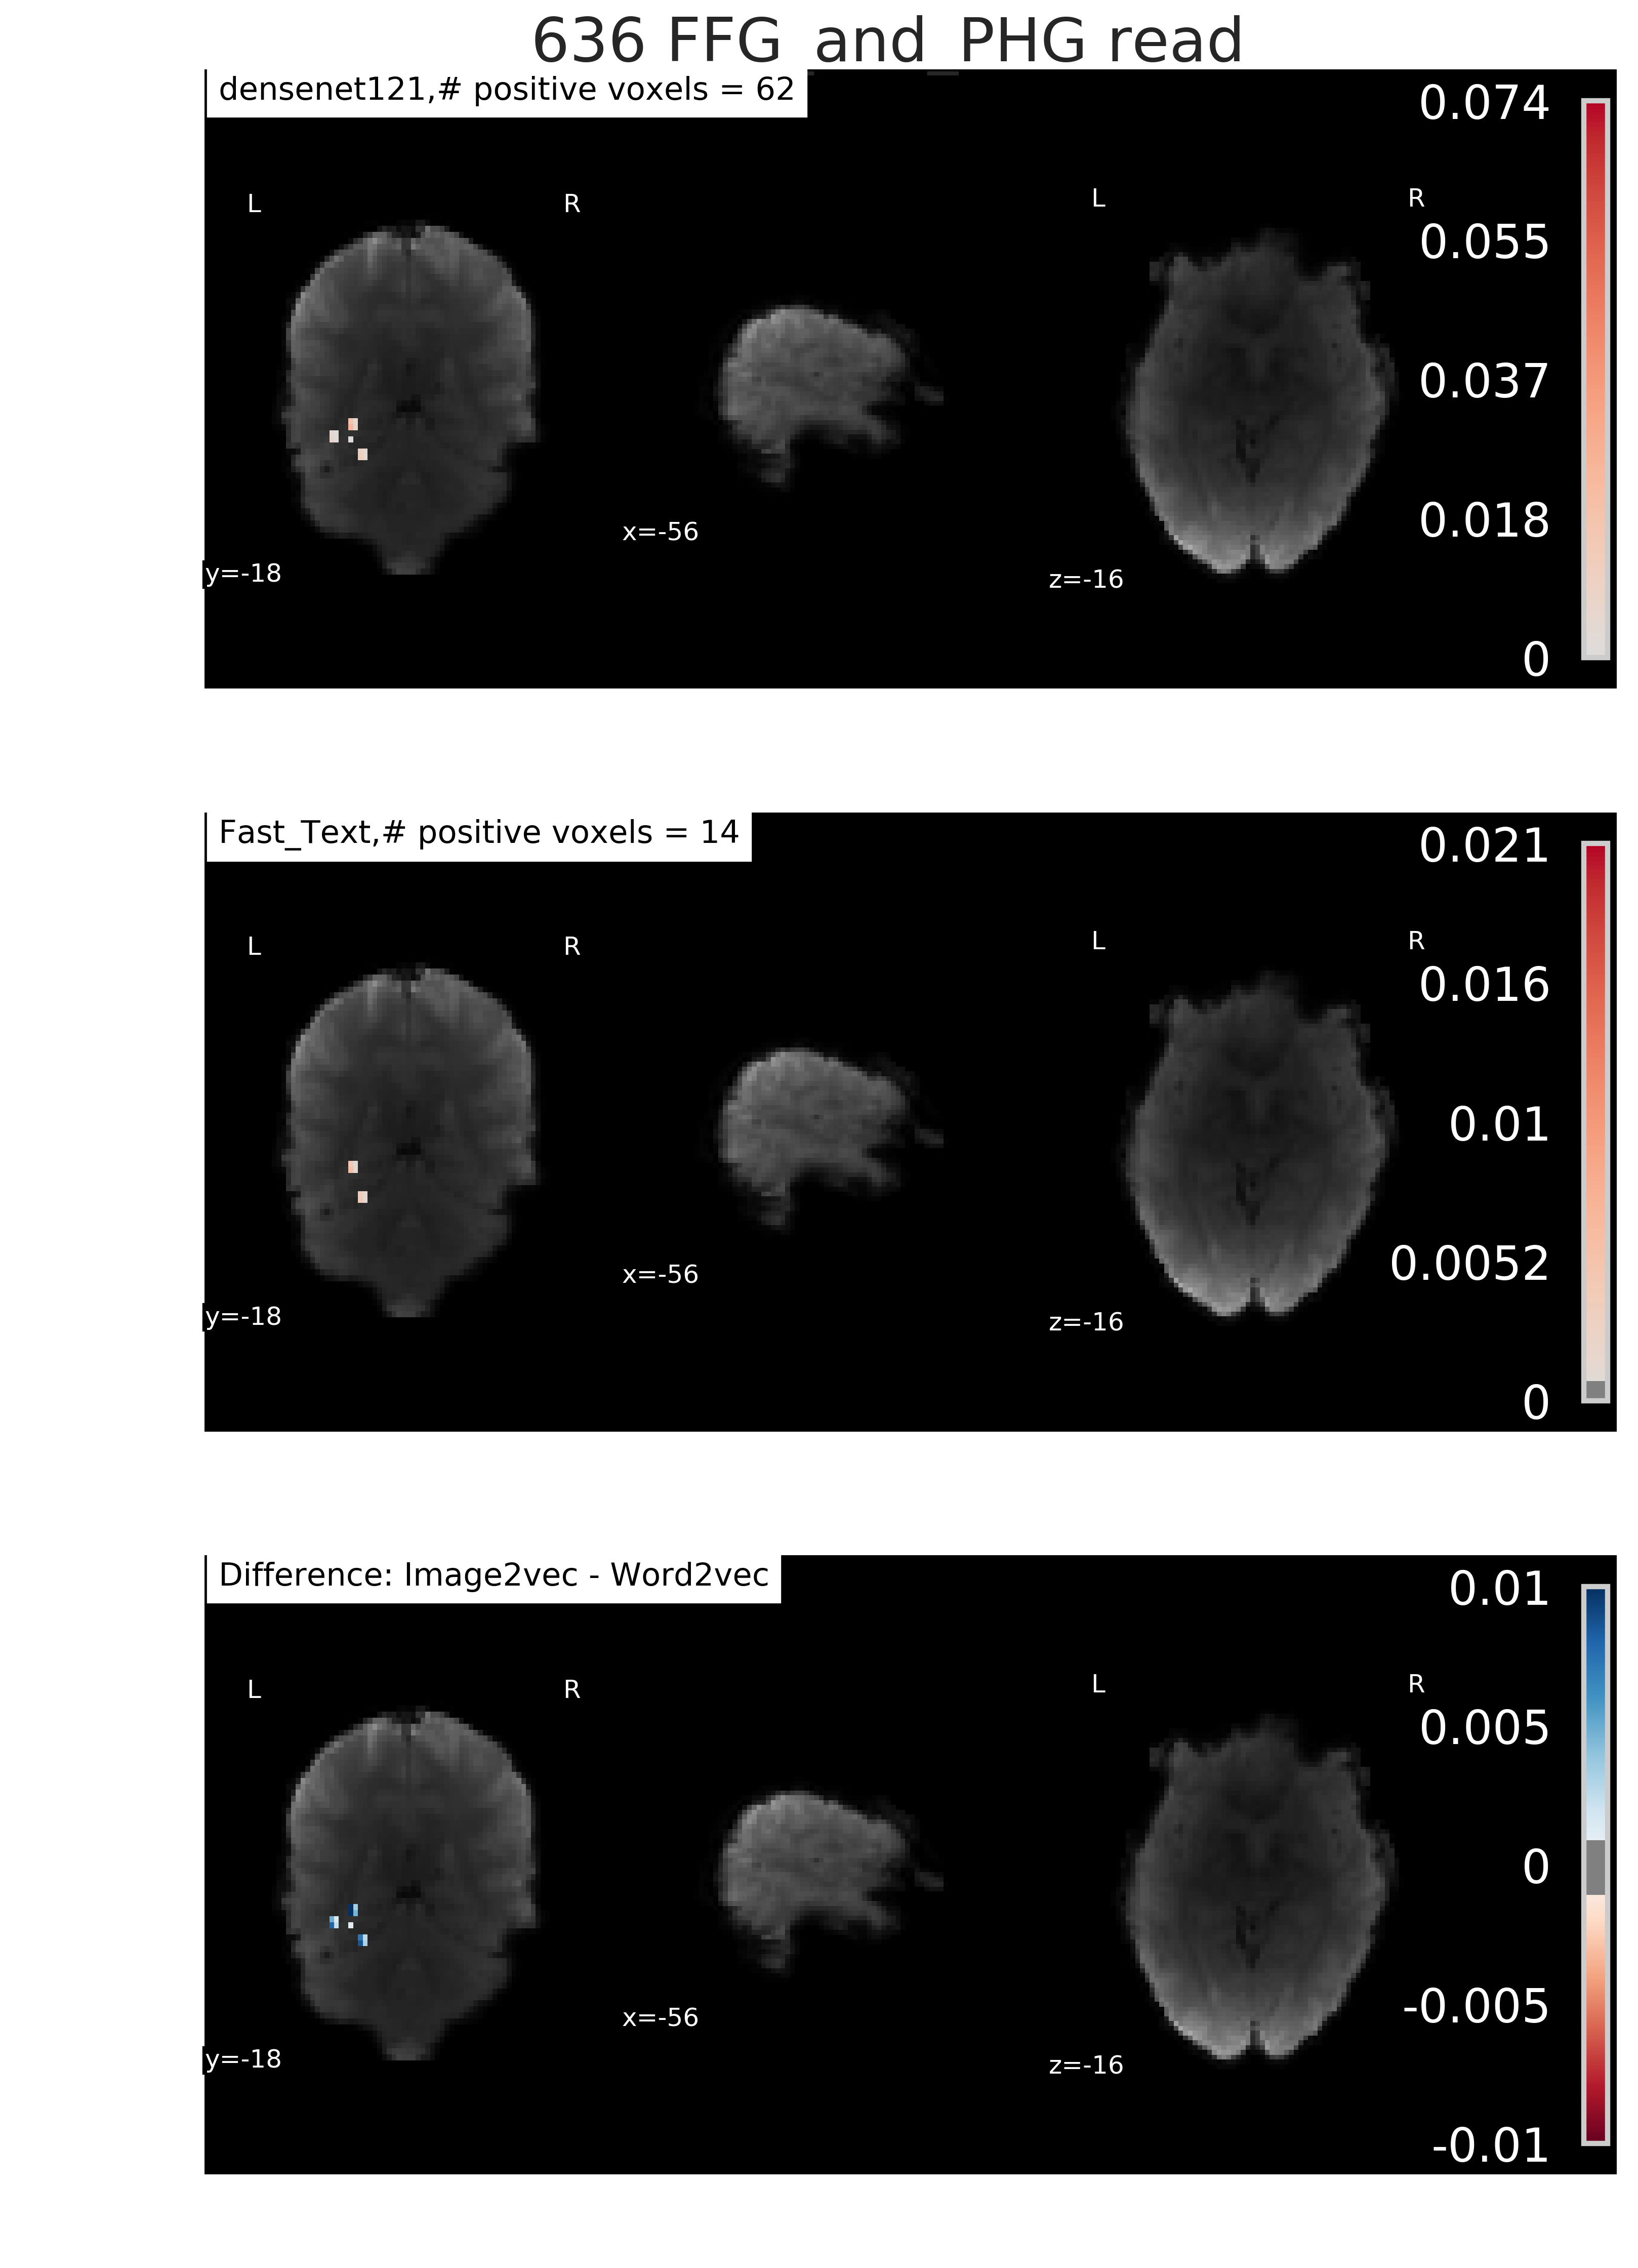 636 FFG_and_PHG read
densenet121,# positive voxels = 62
0.074
L R L R
0.055
0.037
0.018
x=-56
y=-18 z=-16
0
Fast_Text,# positive voxels = 14
0.021
L R L R
0.016
0.01
0.0052
x=-56
y=-18 z=-16
0
Difference: Image2vec - Word2vec
0.01
L R L R
0.005
0
-0.005
x=-56
y=-18 z=-16
-0.01